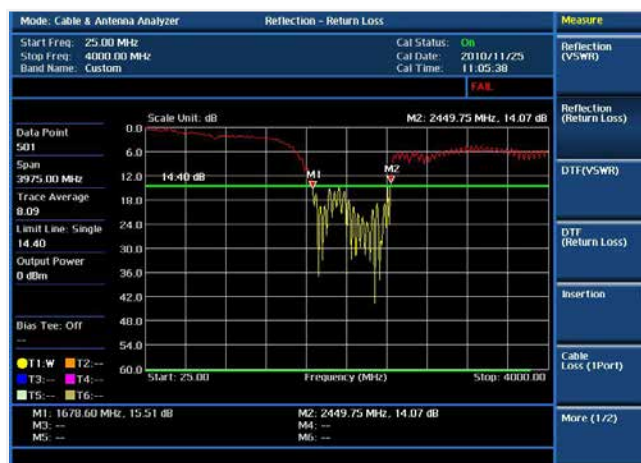 Mode: Cable & Antenna Analyzer
Reflection - Return Loss
Measure
Start Freq: 25.00 MHz
Stop Freq: 4000.00 MHz
Band Name: Custom
Cal Status: On
Cal Date: 2010/11/25
Cal Time: 11:05:38
FAIL
Reflection
(VSWR)
Reflection
(Return Loss)
DTF(VSWR)
DTF
(Return Loss)
Insertion
Cable
Loss (1Port)
More (1/2)
Data Point
501
Span
3975.00 MHz
Trace Average
8.09
Limit Line: Single
14.40
Output Power
0 dBm
Bias Tee: Off
--
T1:W T2:--
T3:-- T4:--
T5:-- T6:--
Scale Unit: dB
M2: 2449.75 MHz, 14.07 dB
0.0
6.0
12.0
18.0
24.0
30.0
36.0
42.0
48.0
54.0
60.0
14.40 dB
M1
M2
Start: 25.00
Frequency (MHz)
Stop: 4000.00
M1: 1678.60 MHz, 15.51 dB
M2: 2449.75 MHz, 14.07 dB
M3: --
M4: --
M5: --
M6: --